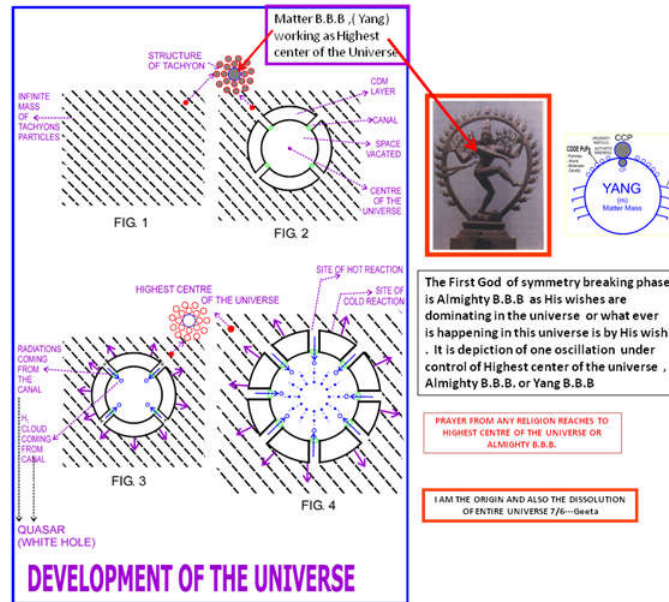 Matter B.B.B ,( Yang)
working as Highest
center of the Universe
STRUCTURE
OF TACHYON
INFINITE
MASS
OF
TACHYONS
PARTICLES
CDM
LAYER
CANAL
SPACE
VACATED
CENTRE
OF THE
UNIVERSE
FIG. 1
FIG. 2
CCP
YANG
(m)
Matter Mass
The First God of symmetry breaking phase
is Almighty B.B.B as His wishes are
dominating in the universe or what ever
is happening in this universe is by His wish
. It is depiction of one oscillation under
control of Highest center of the universe ,
Almighty B.B.B. or Yang B.B.B
SITE OF HOT REACTION
SITE OF
COLD REACTION
HIGHEST CENTRE
OF THE UNIVERSE
RADIATIONS
COMING
FROM
THE
CANAL
H,
CLOUD
COMING
FROM
CANAL
FIG. 3
FIG. 4
QUASAR
(WHITE HOLE)
PRAYER FROM ANY RELIGION REACHES TO
HIGHEST CENTRE OF THE UNIVERSE OR
ALMIGHTY B.B.B.
I AM THE ORIGIN AND ALSO THE DISSOLUTION
OF ENTIRE UNIVERSE 7/6---Geeta
DEVELOPMENT OF THE UNIVERSE